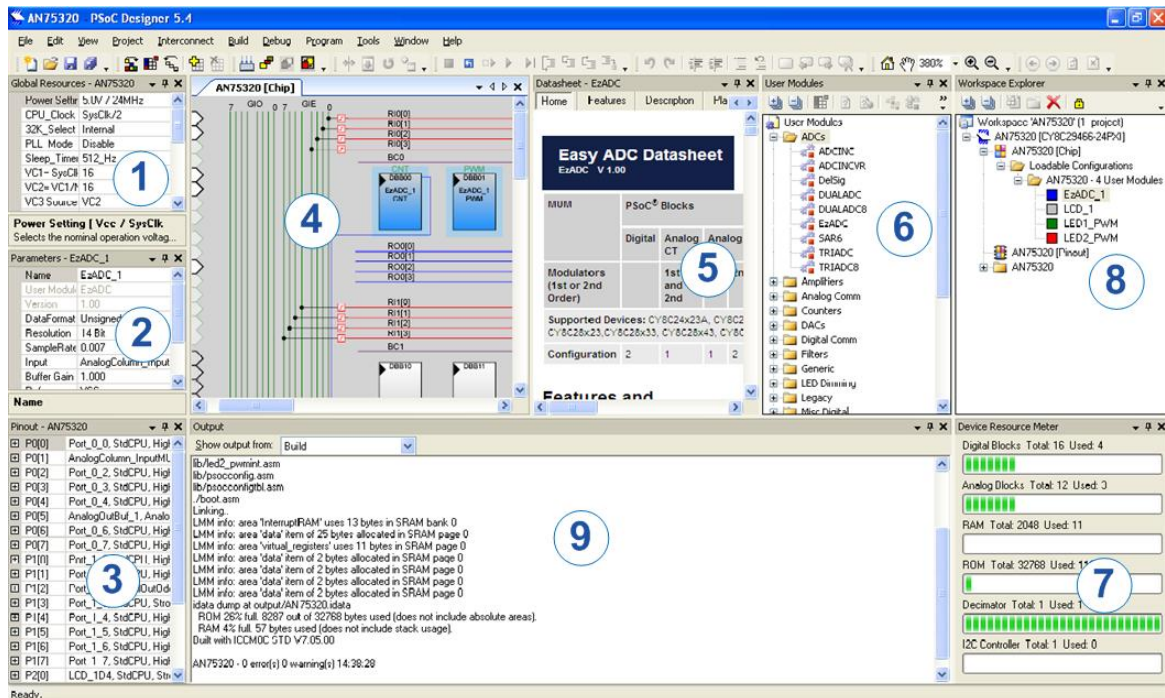 AN75320 - PSoC Designer 5.4
File Edit View Project Interconnect Build Debug Program Tools Window Help
380%
Global Resources - AN75320
Power Settir 5.0V / 24MHz
CPU_Clock SysClk/2
32K_Select Internal
PLL_Mode Disable
Sleep_Timer 512_Hz
VC1= SysClk 16
VC2= VC1/N 16
VC3 Source VC2
1
Power Setting [ Vcc / SysClk
Selects the nominal operation voltag...
Parameters - EzADC_1
Name EzADC_1
User Module EzADC
Version 1.00
DataFormat Unsigned
Resolution 14 Bit
SampleRate 0.007
Input AnalogColumn_Input
Buffer Gain 1.000
2
Name
Pinout - AN75320
P0[0] Port_0_0, StdCPU, High
P0[1] AnalogColumn_InputMU
P0[2] Port_0_2, StdCPU, High
P0[3] Port_0_3, StdCPU, High
P0[4] Port_0_4, StdCPU, High
P0[5] AnalogOutBuf_1, Analo
P0[6] Port_0_6, StdCPU, High
P0[7] Port_0_7, StdCPU, High
P1[0] Port_1_0, StdCPU, High
P1[1]
P1[2]
P1[3] Stro
P1[4] Port_1_4, StdCPU, High
P1[5] Port_1_5, StdCPU, High
P1[6] Port_1_6, StdCPU, High
P1[7] Port_1_7, StdCPU, High
P2[0] LCD_1D4, StdCPU, Stro
3
AN75320 [Chip]
7 GIO 0 7 GIE 0
RI0[0]
RI0[1]
RI0[2]
RI0[3]
BC0
CNT
DBB00
EzADC_1
CNT
PWM
DBB01
EzADC_1
PWM
4
RO0[0]
RO0[1]
RO0[2]
RO0[3]
RI1[0]
RI1[1]
RI1[2]
RI1[3]
BC1
DBB10
DBB11
Datasheet - EzADC
Home Features Description Pla
Easy ADC Datasheet
EzADC V 1.00
MUM PSoC® Blocks
Digital Analog CT Analog
Modulators (1st or 2nd Order)
1st and 2nd
5
Supported Devices: CY8C24x23A, CY8C2
CY8C28x23,CY8C28x33, CY8C28x43, CY8C
Configuration 2 1 1 2
Features and
User Modules
User Modules
ADCs
ADCINC
ADCINCVR
DelSig
DUALADC
DUALADC8
EzADC
SAR6
TRIADC
TRIADC8
Amplifiers
Analog Comm
Counters
DACs
Digital Comm
Filters
Generic
LED Dimming
Legacy
Misc Digital
6
Workspace Explorer
Workspace 'AN75320' (1 project)
AN75320 [CY8C29466-24PXI]
AN75320 [Chip]
Loadable Configurations
AN75320 - 4 User Modules
EzADC_1
LCD_1
LED1_PWM
LED2_PWM
AN75320 [Pinout]
AN75320
8
Output
Show output from: Build
lib/led2_pwmint.asm
lib/psocconfig.asm
lib/psocconfigtbl.asm
./boot.asm
Linking..
LMM info: area 'InterruptRAM' uses 13 bytes in SRAM bank 0
LMM info: area 'data' item of 25 bytes allocated in SRAM page 0
LMM info: area 'virtual_registers' uses 11 bytes in SRAM page 0
LMM info: area 'data' item of 2 bytes allocated in SRAM page 0
LMM info: area 'data' item of 2 bytes allocated in SRAM page 0
LMM info: area 'data' item of 2 bytes allocated in SRAM page 0
LMM info: area 'data' item of 2 bytes allocated in SRAM page 0
idata dump at output/AN75320.idata
ROM 26% full. 8287 out of 32768 bytes used (does not include absolute areas).
RAM 4% full. 57 bytes used (does not include stack usage).
Built with ICCM8C STD V7.05.00
AN75320 - 0 error(s) 0 warning(s) 14:38:28
9
Device Resource Meter
Digital Blocks Total: 16 Used: 4
Analog Blocks Total: 12 Used: 3
RAM Total: 2048 Used: 11
ROM Total: 32768 Used:
Decimator Total: 1 Used: 1
I2C Controller Total: 1 Used: 0
7
Ready.